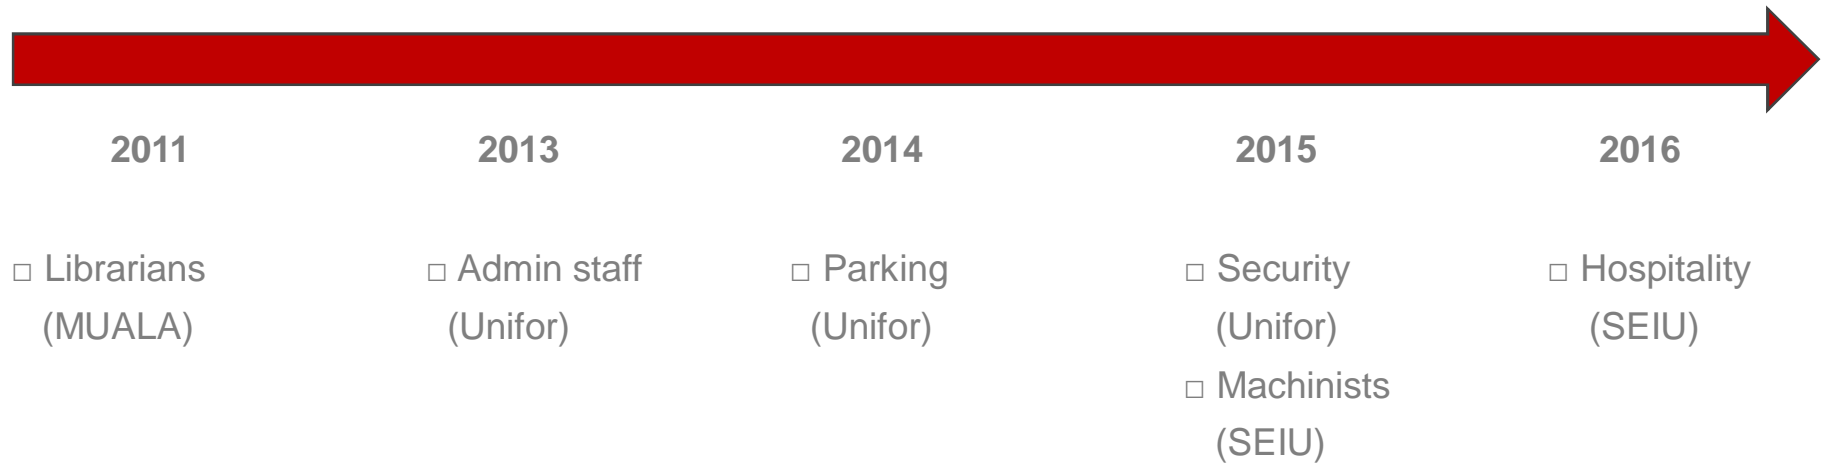 2011 2013 2014 2015 2016
□ Librarians □ Admin staff □ Parking □ Security □ Hospitality
(MUALA) (Unifor) (Unifor) (Unifor) (SEIU)
□ Machinists
(SEIU)